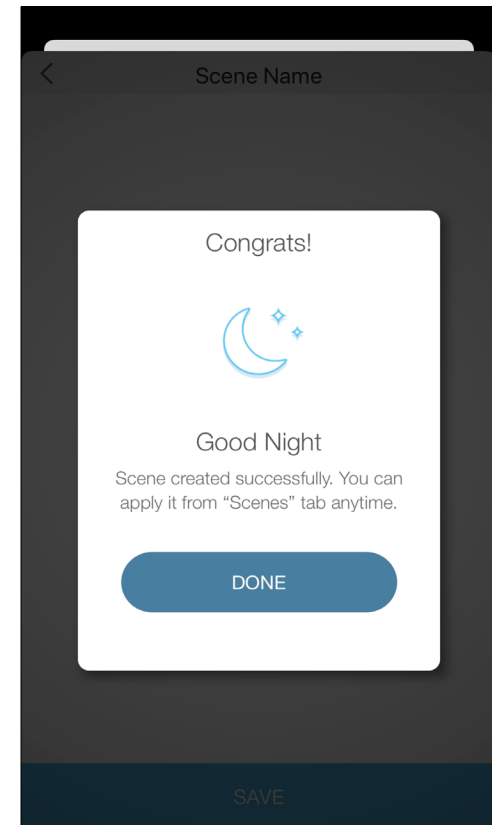 Scene Name
Congrats!
Good Night
Scene created successfully. You can
apply it from “Scenes” tab anytime.
DONE
SAVE